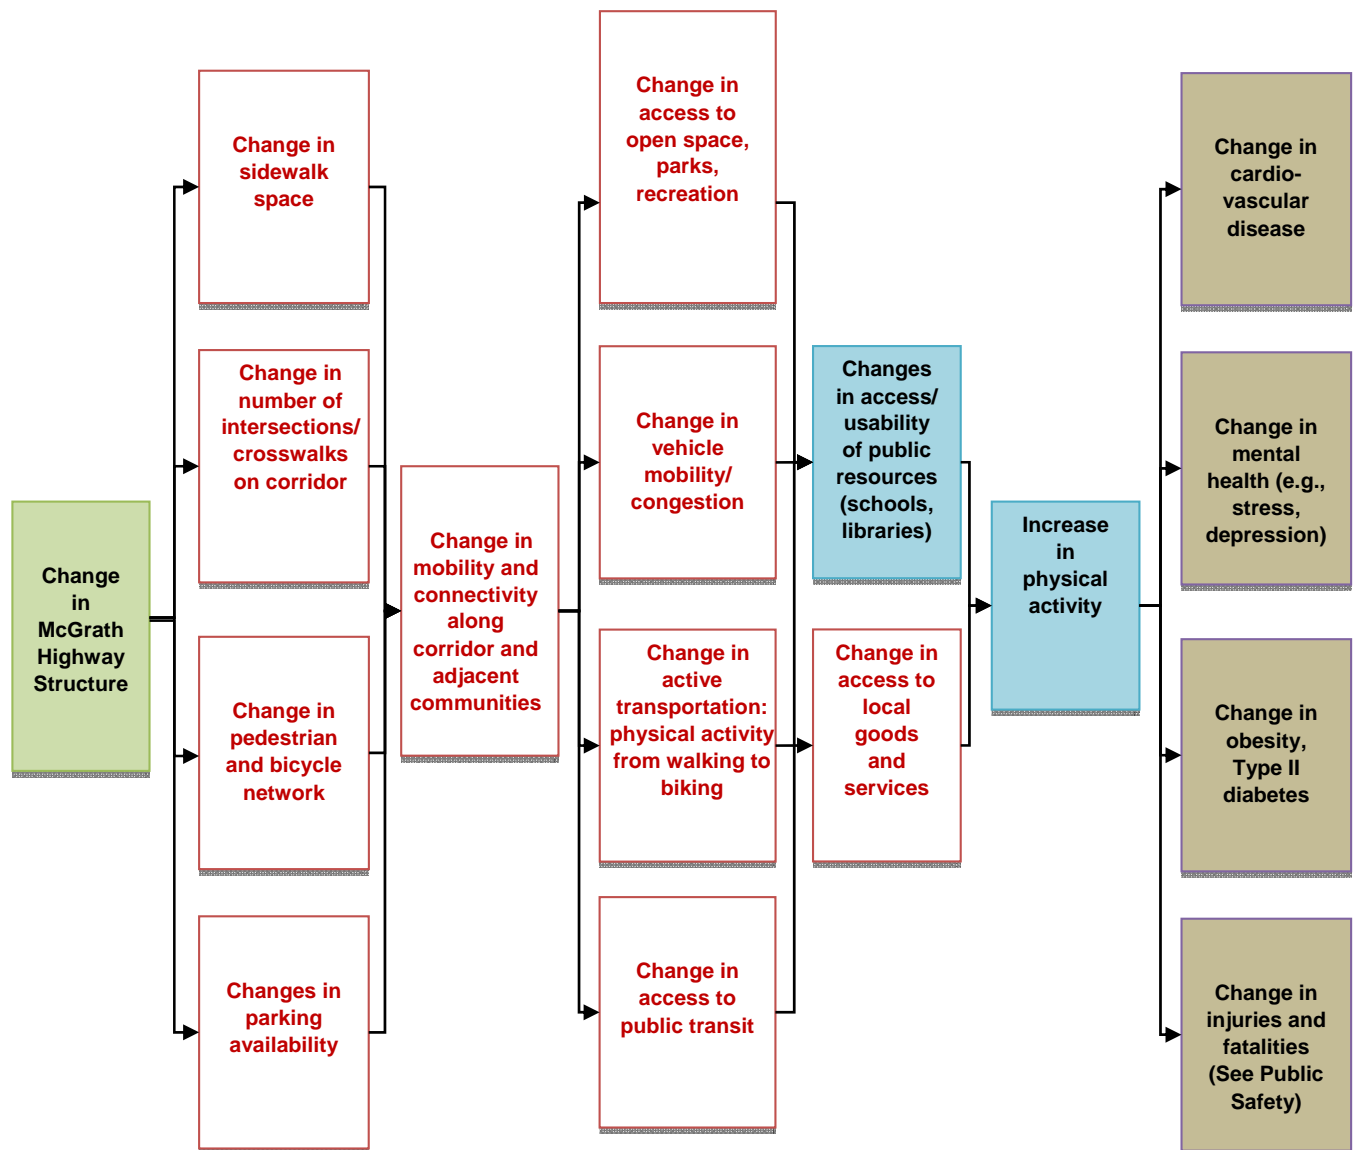 Change
in
McGrath
Highway
Structure
Change in
sidewalk
space
Change in
number of
intersections/
crosswalks
on corridor
Change in
pedestrian
and bicycle
network
Changes in
parking
availability
Change in
mobility and
connectivity
along
corridor and
adjacent
communities
Change in
access to
open space,
parks,
recreation
Change in
vehicle
mobility/
congestion
Change in
active
transportation:
physical activity
from walking to
biking
Change in
access to
public transit
Changes
in access/
usability
of public
resources
(schools,
libraries)
Change in
access to
local
goods
and
services
Increase
in
physical
activity
Change in
cardio-
vascular
disease
Change in
mental
health (e.g.,
stress,
depression)
Change in
obesity,
Type II
diabetes
Change in
injuries and
fatalities
(See Public
Safety)